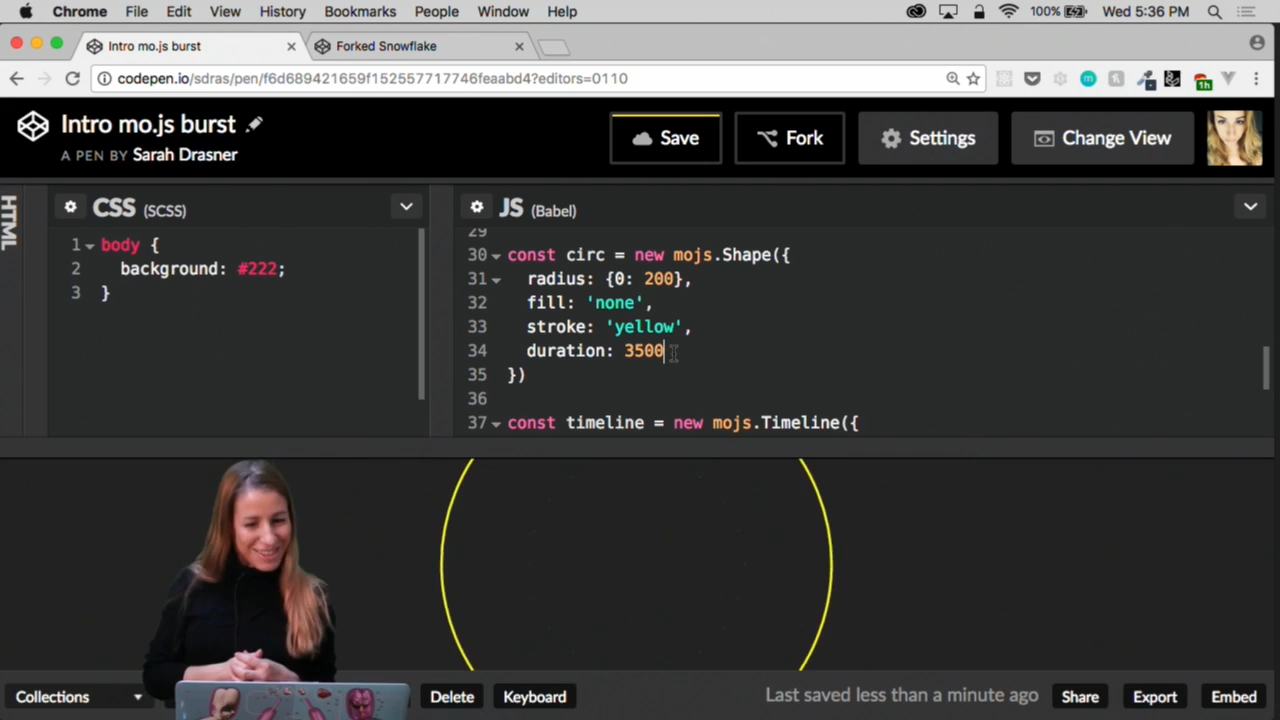 Chrome File Edit View History Bookmarks People Window Help 100% Wed 5:36 PM
Intro mo.js burst Forked Snowflake
codepen.io/sdras/pen/f6d689421659f152557717746feaabd4?editors=0110
1h
Intro mo.js burst
A PEN BY Sarah Drasner
Save Fork Settings Change View
HTML
CSS (SCSS)
1 body {
2 background: #222;
3 }
JS (Babel)
29
30 const circ = new mojs.Shape({
31 radius: {0: 200},
32 fill: 'none',
33 stroke: 'yellow',
34 duration: 3500
35 })
36
37 const timeline = new mojs.Timeline({
Collections Delete Keyboard Last saved less than a minute ago Share Export Embed